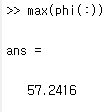 >> max(phi(:))
ans =
57.2416